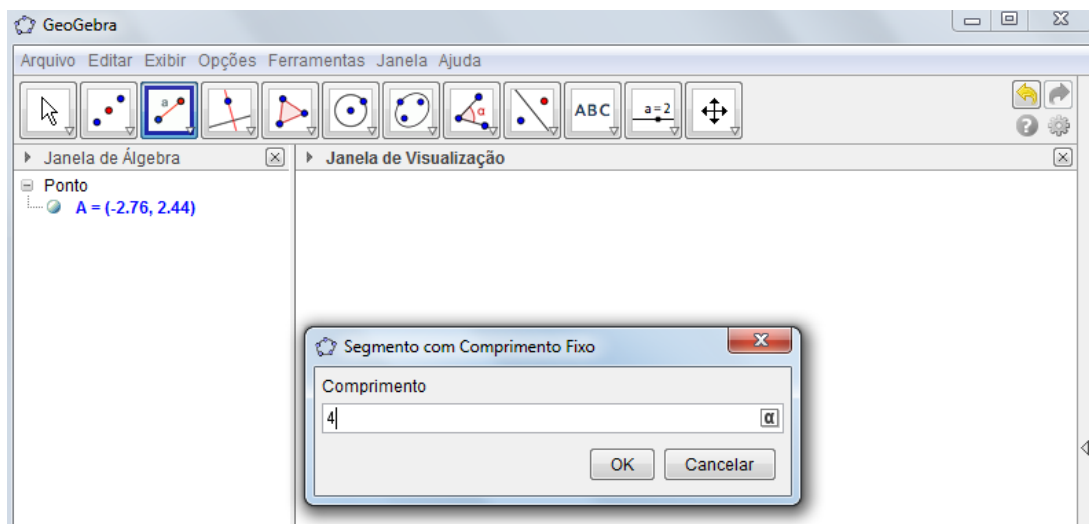 GeoGebra
Arquivo Editar Exibir Opções Ferramentas Janela Ajuda
a
α
ABC
a=2
Janela de Álgebra
Janela de Visualização
Ponto
A = (-2.76, 2.44)
Segmento com Comprimento Fixo
Comprimento
4
α
OK
Cancelar